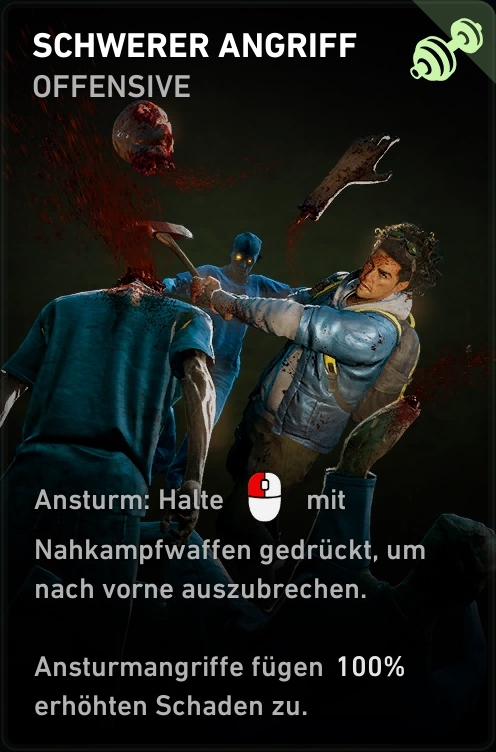 SCHWERER ANGRIFF
OFFENSIVE
Ansturm: Halte mit
Nahkampfwaffen gedrückt, um
nach vorne auszubrechen.
Ansturmangriffe fügen 100%
erhöhten Schaden zu.